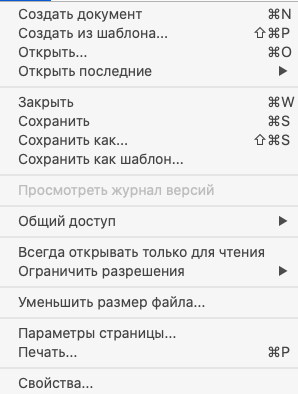 Создать документ ⌘N
Создать из шаблона... ⇧⌘P
Открыть... ⌘O
Открыть последние ▶
Закрыть ⌘W
Сохранить ⌘S
Сохранить как... ⇧⌘S
Сохранить как шаблон...
Просмотреть журнал версий
Общий доступ ▶
Всегда открывать только для чтения
Ограничить разрешения ▶
Уменьшить размер файла...
Параметры страницы...
Печать... ⌘P
Свойства...